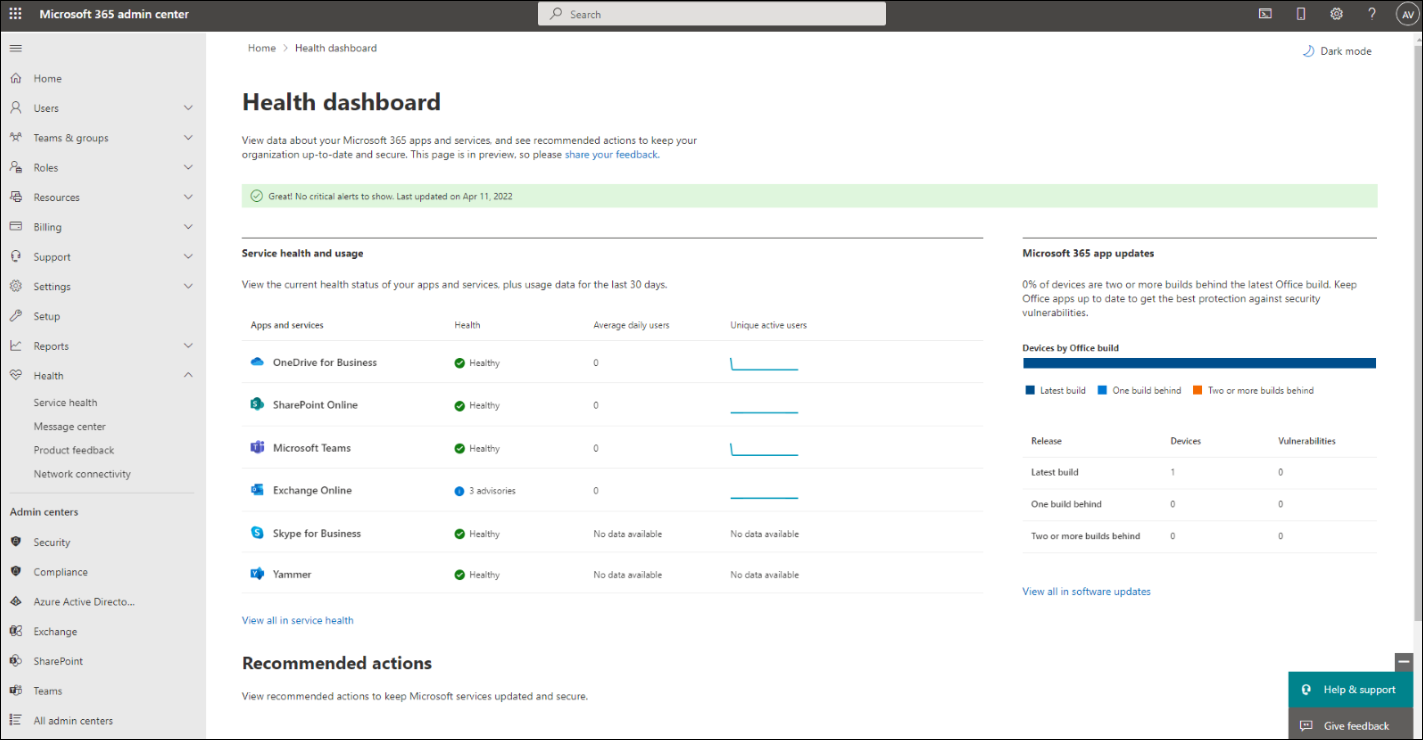 Microsoft 365 admin center
Search
AV
Home
Users
Teams & groups
Roles
Resources
Billing
Support
Settings
Setup
Reports
Health
Service health
Message center
Product feedback
Network connectivity
Admin centers
Security
Compliance
Azure Active Directo...
Exchange
SharePoint
Teams
All admin centers
Home > Health dashboard
Dark mode
Health dashboard
View data about your Microsoft 365 apps and services, and see recommended actions to keep your
organization up-to-date and secure. This page is in preview, so please share your feedback.
Great! No critical alerts to show. Last updated on Apr 11, 2022
Service health and usage
View the current health status of your apps and services, plus usage data for the last 30 days.
Apps and services Health Average daily users Unique active users
OneDrive for Business Healthy 0
SharePoint Online Healthy 0
Microsoft Teams Healthy 0
Exchange Online 3 advisories 0
Skype for Business Healthy No data available No data available
Yammer Healthy No data available No data available
View all in service health
Recommended actions
View recommended actions to keep Microsoft services updated and secure.
Microsoft 365 app updates
0% of devices are two or more builds behind the latest Office build. Keep
Office apps up to date to get the best protection against security
vulnerabilities.
Devices by Office build
Latest build One build behind Two or more builds behind
Release Devices Vulnerabilities
Latest build 1 0
One build behind 0 0
Two or more builds behind 0 0
View all in software updates
Help & support
Give feedback